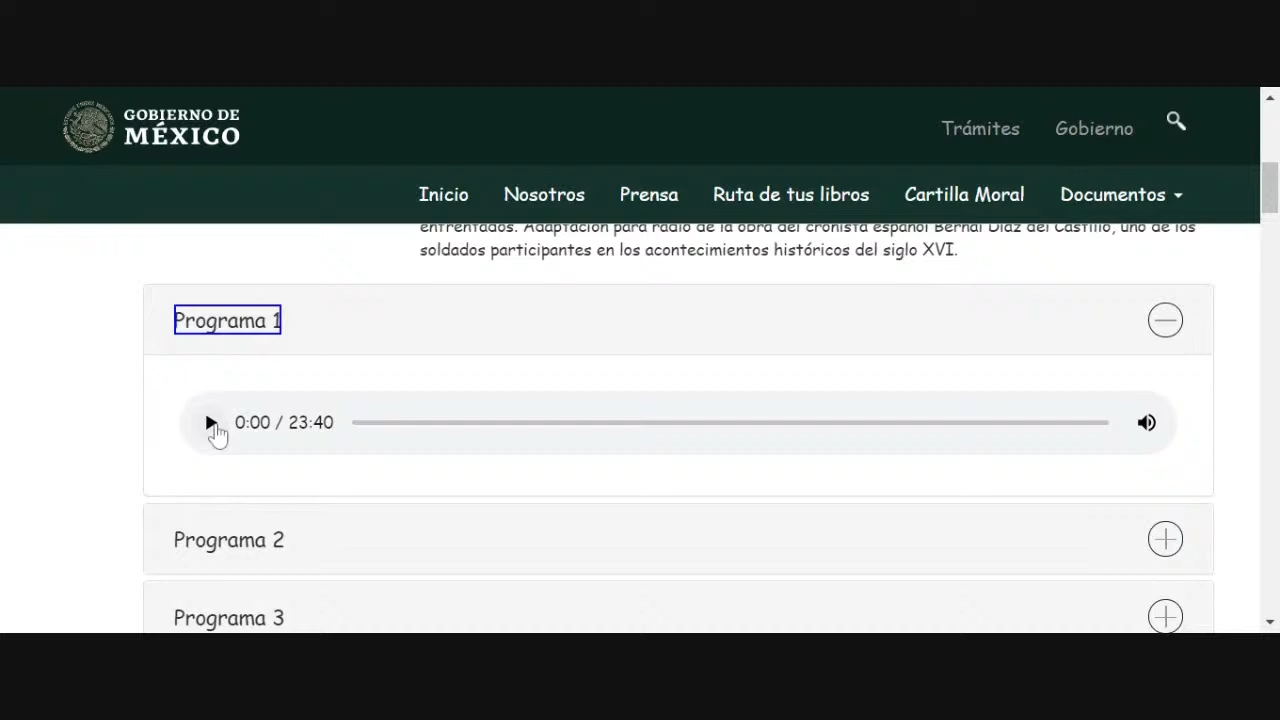 GOBIERNO DE
MÉXICO
Trámites Gobierno
Inicio Nosotros Prensa Ruta de tus libros Cartilla Moral Documentos
enfrentados. Adaptación para radio de la obra del cronista español Bernal Díaz del Castillo, uno de los
soldados participantes en los acontecimientos históricos del siglo XVI.
Programa 1
0:00 / 23:40
Programa 2
Programa 3